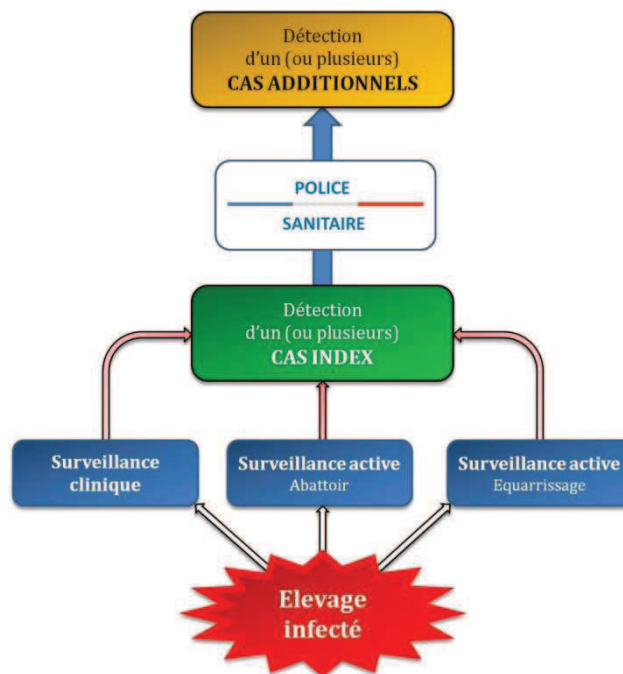 Détection
d'un (ou plusieurs)
CAS ADDITIONNELS
POLICE
SANITAIRE
Détection
d'un (ou plusieurs)
CAS INDEX
Surveillance
clinique
Surveillance active
Abattoir
Surveillance active
Equarrissage
Elevage
infecté